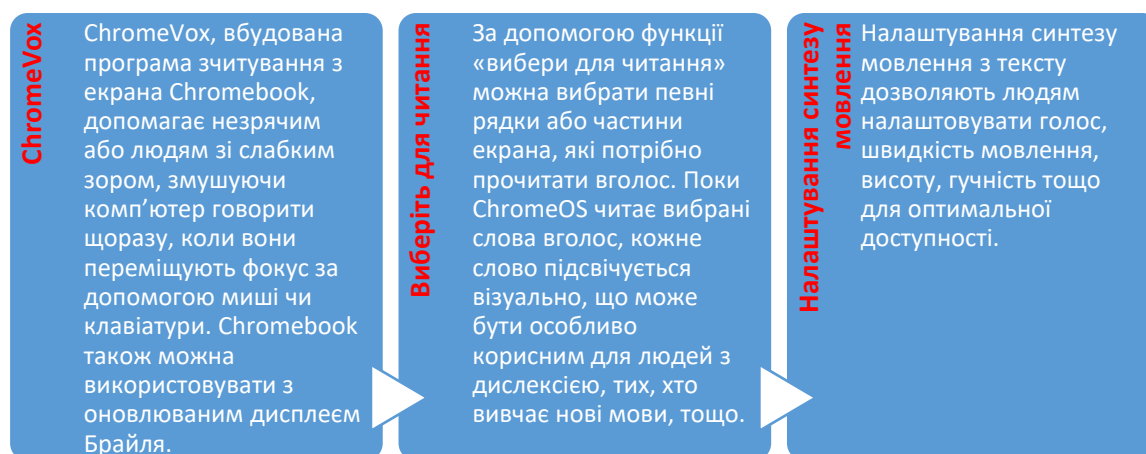 ChromeVox
ChromeVox, вбудована
програма зчитування з
екрана Chromebook,
допомагає незрячим
або людям зі слабким
зором, змушуючи
комп’ютер говорити
щоразу, коли вони
переміщують фокус за
допомогою миші чи
клавіатури. Chromebook
також можна
використовувати з
оновлюваним дисплеєм
Брайля.
Виберіть для читання
За допомогою функції
«вибери для читання»
можна вибрати певні
рядки або частини
екрана, які потрібно
прочитати вголос. Поки
ChromeOS читає вибрані
слова вголос, кожне
слово підсвічується
візуально, що може
бути особливо
корисним для людей з
дислексією, тих, хто
вивчає нові мови, тощо.
Налаштування синтезу
мовлення
Налаштування синтезу
мовлення з тексту
дозволяють людям
налаштовувати голос,
швидкість мовлення,
висоту, гучність тощо
для оптимальної
доступності.